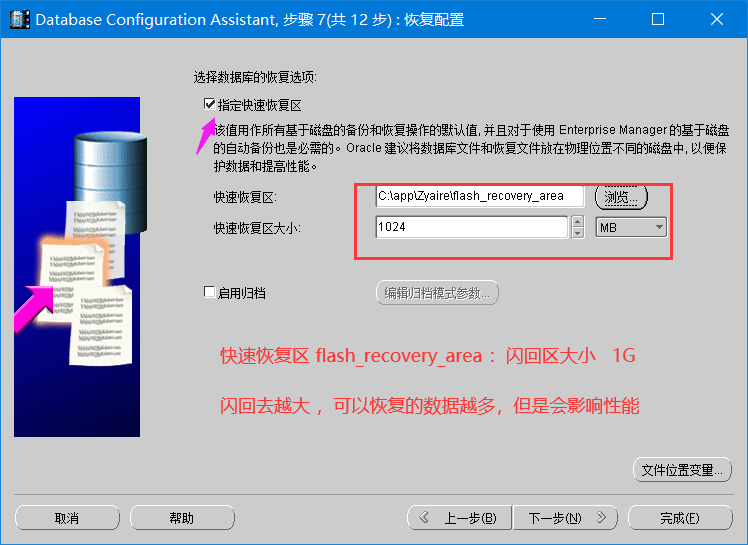 Database Configuration Assistant, 步骤 7(共 12 步) : 恢复配置
选择数据库的恢复选项:
指定快速恢复区
该值用作所有基于磁盘的备份和恢复操作的默认值, 并且对于使用 Enterprise Manager 的基于磁盘
的自动备份也是必需的。Oracle 建议将数据库文件和恢复文件放在物理位置不同的磁盘中, 以便保
护数据和提高性能。
快速恢复区: C:\app\Zyaire\flash_recovery_area 浏览...
快速恢复区大小: 1024 MB
启用归档 编辑归档模式参数...
快速恢复区 flash_recovery_area ：闪回区大小 1G
闪回去越大 ，可以恢复的数据越多，但是会影响性能
文件位置变量...
取消 帮助 上一步(B) 下一步(N) 完成(F)